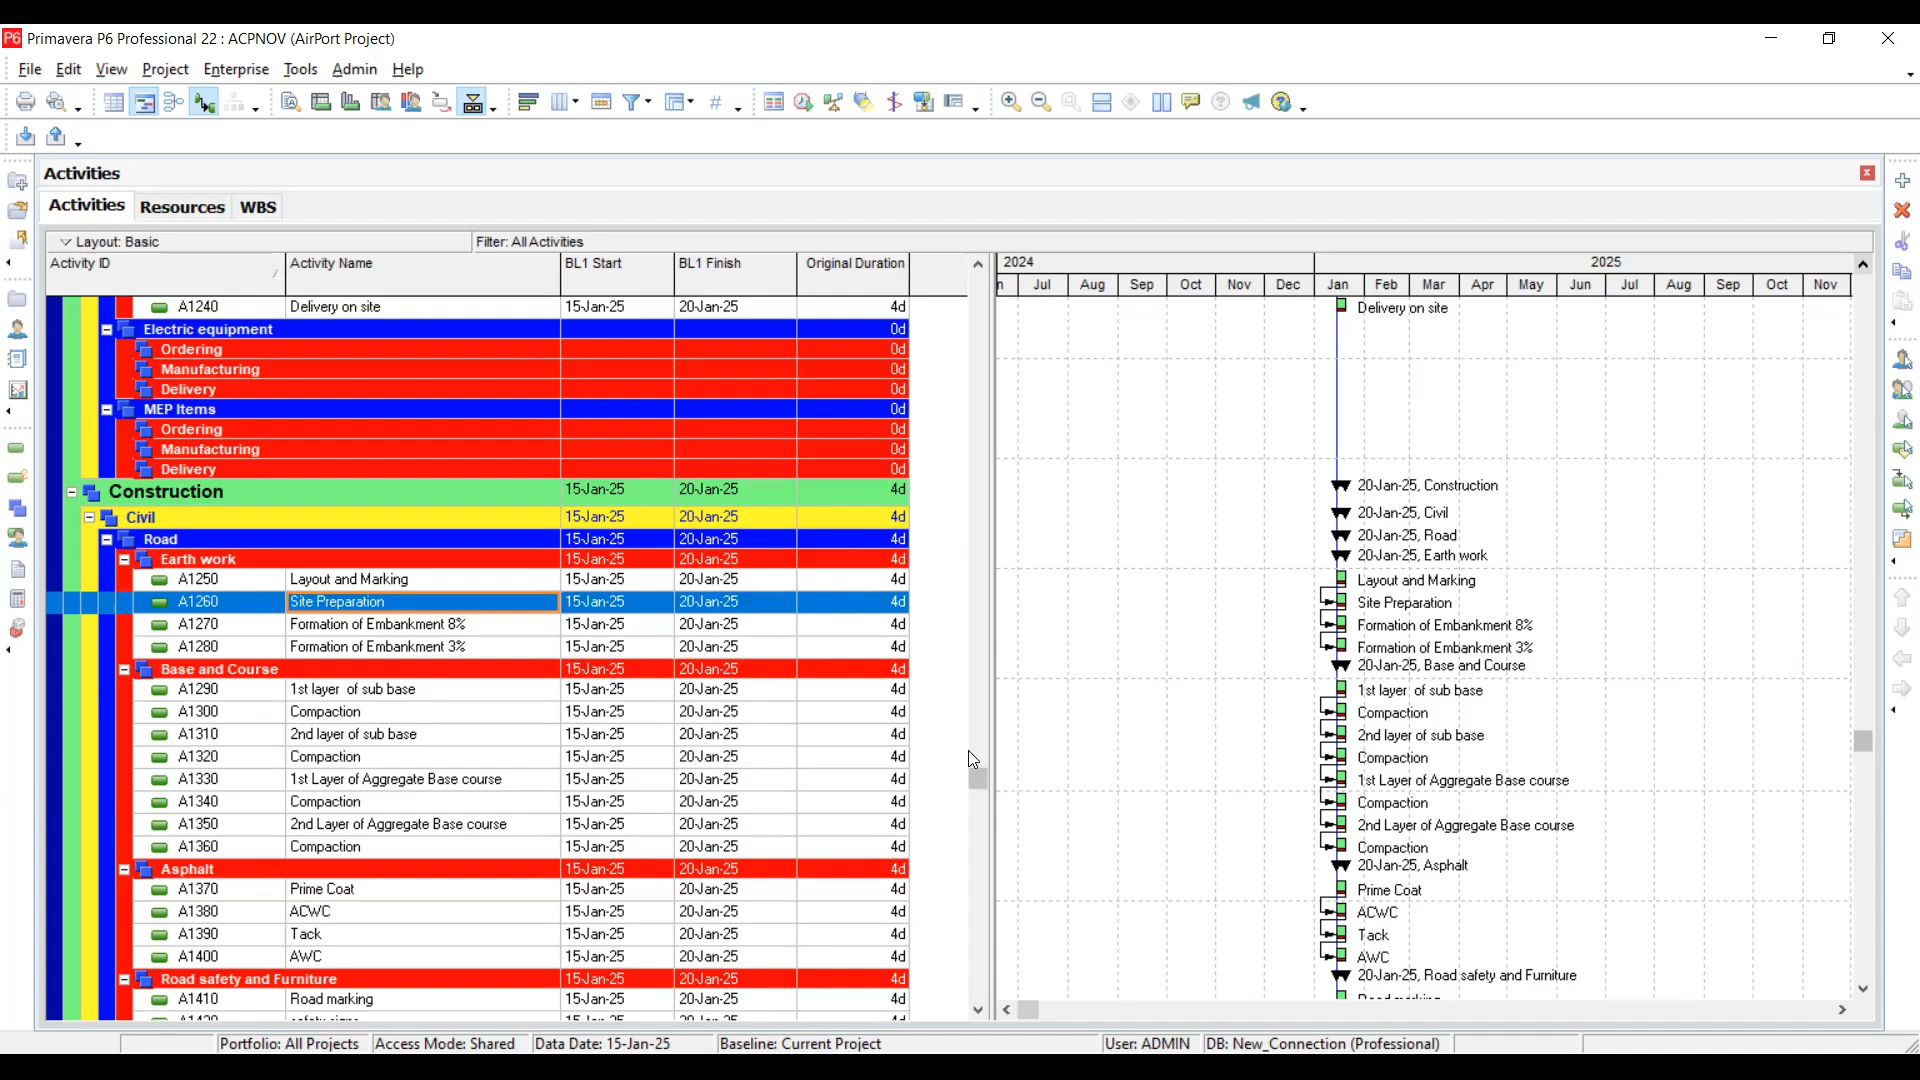 P6 Primavera P6 Professional 22 : ACPNOV (AirPort Project)
File Edit View Project Enterprise Tools Admin Help
Activities
Activities Resources WBS
Layout: Basic Filter: All Activities
Activity ID Activity Name BL1 Start BL1 Finish Original Duration
2024 2025
n Jul Aug Sep Oct Nov Dec Jan Feb Mar Apr May Jun Jul Aug Sep Oct Nov
A1240 Delivery on site 15-Jan-25 20-Jan-25 4d Delivery on site
Electric equipment 0d
Ordering 0d
Manufacturing 0d
Delivery 0d
MEP Items 0d
Ordering 0d
Manufacturing 0d
Delivery 0d
Construction 15-Jan-25 20-Jan-25 4d 20-Jan-25, Construction
Civil 15-Jan-25 20-Jan-25 4d 20-Jan-25, Civil
Road 15-Jan-25 20-Jan-25 4d 20-Jan-25, Road
Earth work 15-Jan-25 20-Jan-25 4d 20-Jan-25, Earth work
A1250 Layout and Marking 15-Jan-25 20-Jan-25 4d Layout and Marking
A1260 Site Preparation 15-Jan-25 20-Jan-25 4d Site Preparation
A1270 Formation of Embankment 8% 15-Jan-25 20-Jan-25 4d Formation of Embankment 8%
A1280 Formation of Embankment 3% 15-Jan-25 20-Jan-25 4d Formation of Embankment 3%
Base and Course 15-Jan-25 20-Jan-25 4d 20-Jan-25, Base and Course
A1290 1st layer of sub base 15-Jan-25 20-Jan-25 4d 1st layer of sub base
A1300 Compaction 15-Jan-25 20-Jan-25 4d Compaction
A1310 2nd layer of sub base 15-Jan-25 20-Jan-25 4d 2nd layer of sub base
A1320 Compaction 15-Jan-25 20-Jan-25 4d Compaction
A1330 1st Layer of Aggregate Base course 15-Jan-25 20-Jan-25 4d 1st Layer of Aggregate Base course
A1340 Compaction 15-Jan-25 20-Jan-25 4d Compaction
A1350 2nd Layer of Aggregate Base course 15-Jan-25 20-Jan-25 4d 2nd Layer of Aggregate Base course
A1360 Compaction 15-Jan-25 20-Jan-25 4d Compaction
Asphalt 15-Jan-25 20-Jan-25 4d 20-Jan-25, Asphalt
A1370 Prime Coat 15-Jan-25 20-Jan-25 4d Prime Coat
A1380 ACWC 15-Jan-25 20-Jan-25 4d ACWC
A1390 Tack 15-Jan-25 20-Jan-25 4d Tack
A1400 AWC 15-Jan-25 20-Jan-25 4d AWC
Road safety and Furniture 15-Jan-25 20-Jan-25 4d 20-Jan-25, Road safety and Furniture
A1410 Road marking 15-Jan-25 20-Jan-25 4d Road marking
Portfolio: All Projects Access Mode: Shared Data Date: 15-Jan-25 Baseline: Current Project User: ADMIN DB: New_Connection (Professional)